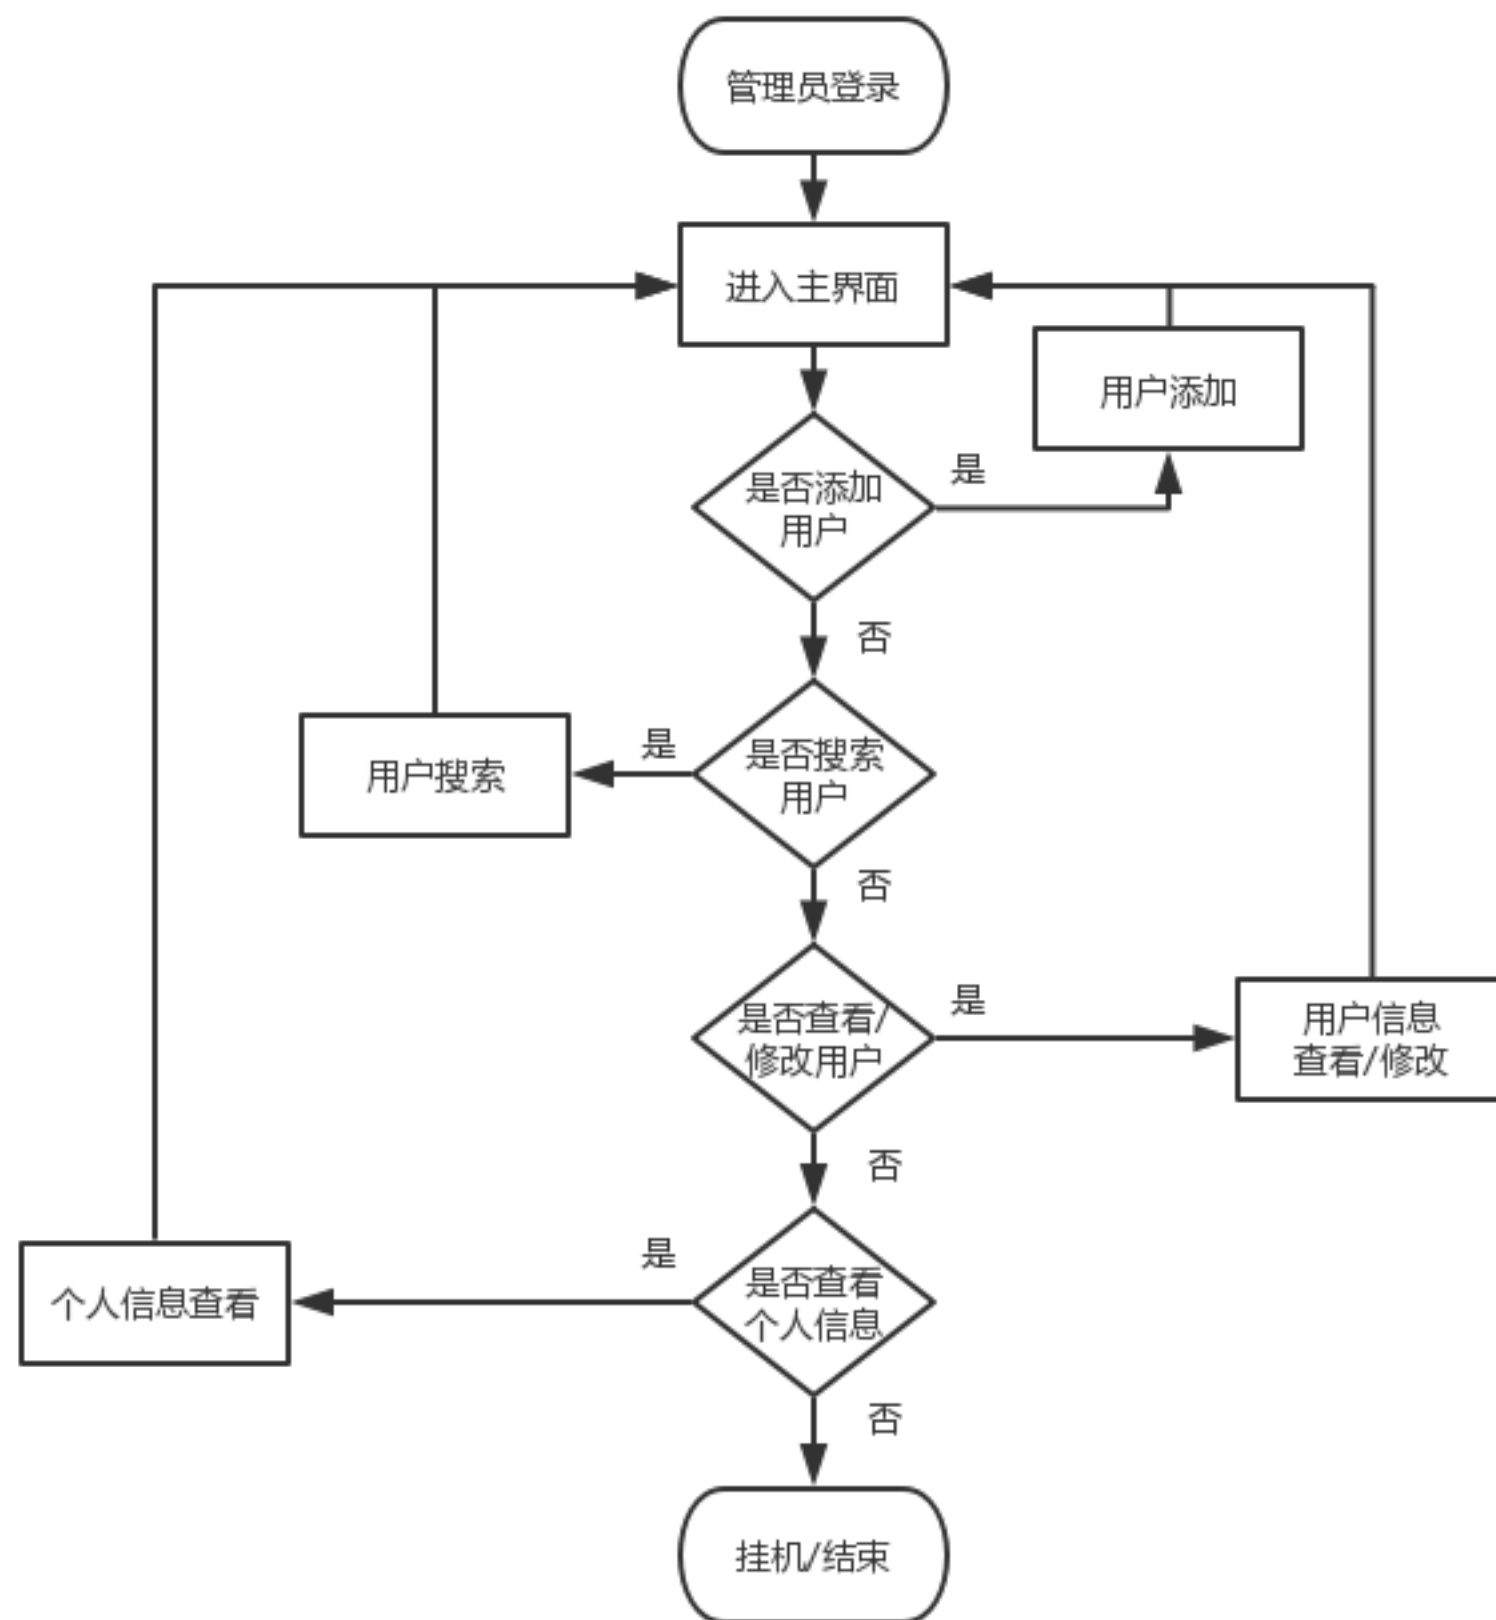 管理员登录
进入主界面
用户添加
是否添加
用户
是
否
是否搜索
用户
是
用户搜索
否
是否查看/
修改用户
是
用户信息
查看/修改
否
是否查看
个人信息
是
个人信息查看
否
挂机/结束